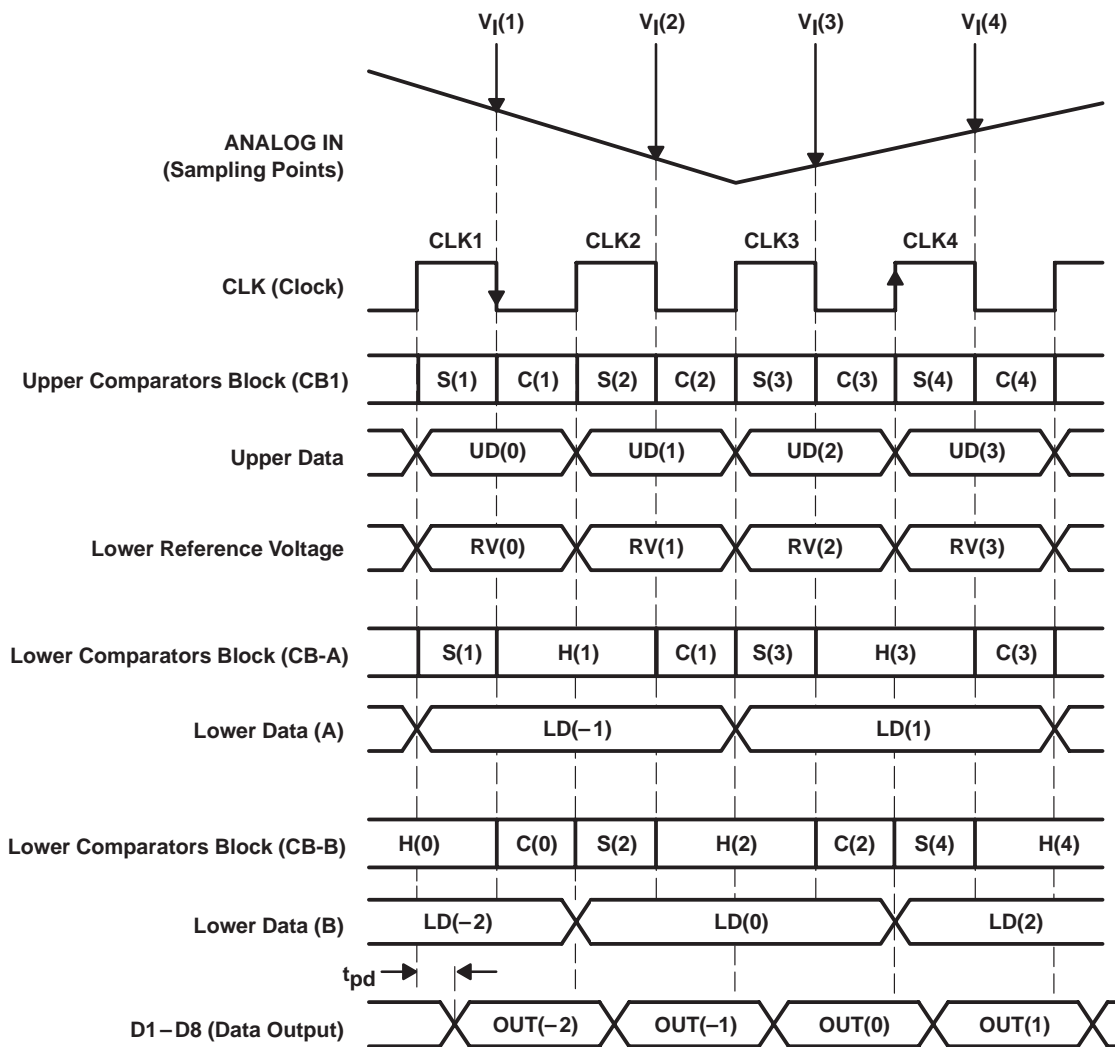 VI(1) VI(2) VI(3) VI(4)
ANALOG IN
(Sampling Points)
CLK1 CLK2 CLK3 CLK4
CLK (Clock)
Upper Comparators Block (CB1) S(1) C(1) S(2) C(2) S(3) C(3) S(4) C(4)
Upper Data UD(0) UD(1) UD(2) UD(3)
Lower Reference Voltage RV(0) RV(1) RV(2) RV(3)
Lower Comparators Block (CB-A) S(1) H(1) C(1) S(3) H(3) C(3)
Lower Data (A) LD(−1) LD(1)
Lower Comparators Block (CB-B) H(0) C(0) S(2) H(2) C(2) S(4) H(4)
Lower Data (B) LD(−2) LD(0) LD(2)
tpd
D1−D8 (Data Output) OUT(−2) OUT(−1) OUT(0) OUT(1)